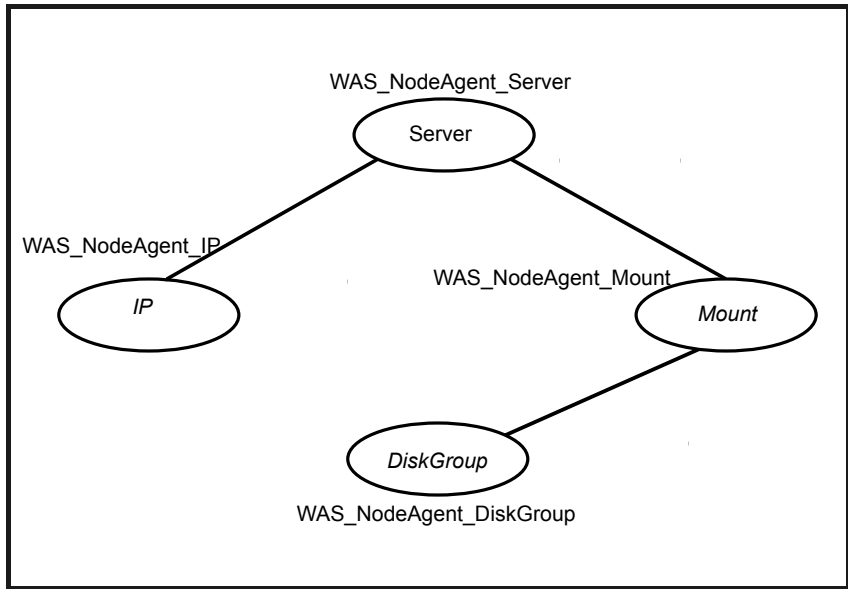 WAS_NodeAgent_Server
Server
WAS_NodeAgent_IP
IP
WAS_NodeAgent_Mount
Mount
DiskGroup
WAS_NodeAgent_DiskGroup